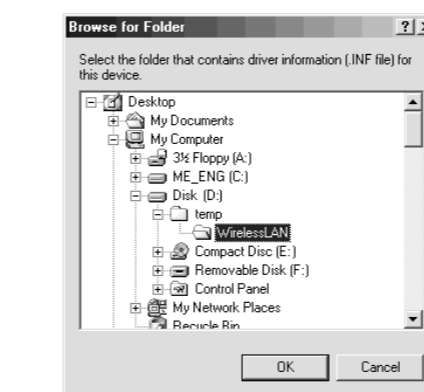 Browse for Folder
Select the folder that contains driver information (.INF file) for
this device.
Desktop
My Documents
My Computer
3½ Floppy (A:)
ME_ENG (C:)
Disk (D:)
temp
WirelessLAN
Compact Disc (E:)
Removable Disk (F:)
Control Panel
My Network Places
Recycle Bin
OK Cancel